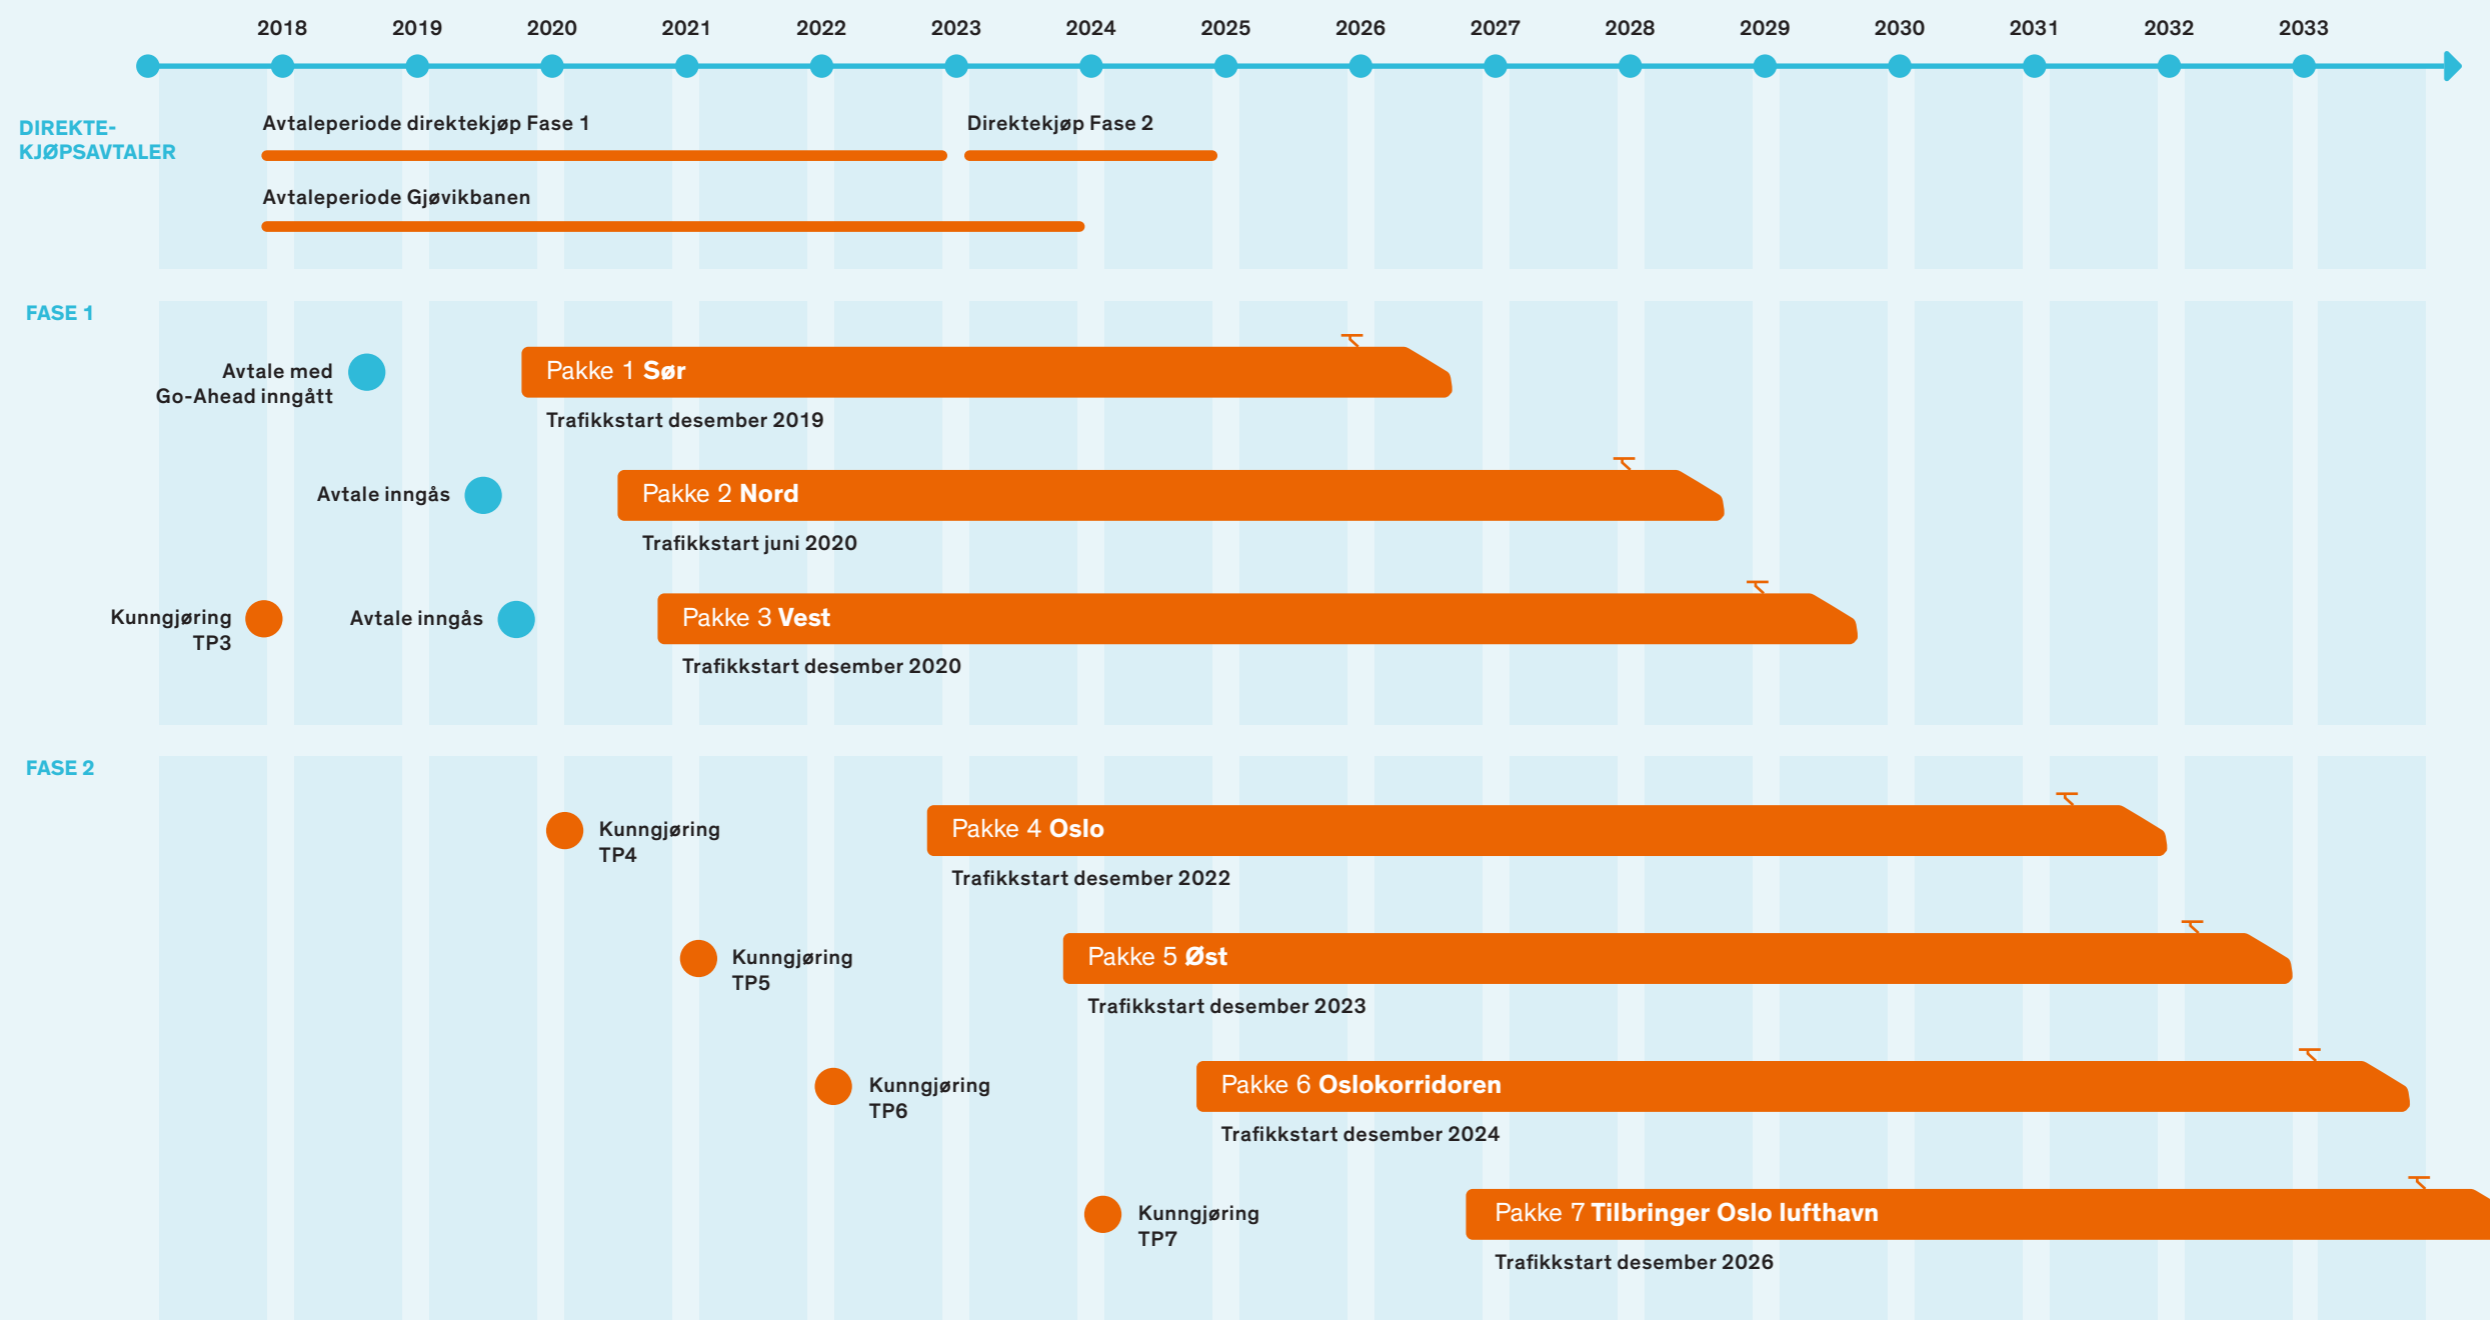 2018 2019 2020 2021 2022 2023 2024 2025 2026 2027 2028 2029 2030 2031 2032 2033
DIREKTE-
KJØPSAVTALER
Avtaleperiode direktekjøp Fase 1
Direktekjøp Fase 2
Avtaleperiode Gjøvikbanen
FASE 1
Avtale med
Go-Ahead inngått
Pakke 1 Sør
Trafikkstart desember 2019
Avtale inngås
Pakke 2 Nord
Trafikkstart juni 2020
Kunngjøring
TP3
Avtale inngås
Pakke 3 Vest
Trafikkstart desember 2020
FASE 2
Kunngjøring
TP4
Pakke 4 Oslo
Trafikkstart desember 2022
Kunngjøring
TP5
Pakke 5 Øst
Trafikkstart desember 2023
Kunngjøring
TP6
Pakke 6 Oslokorridoren
Trafikkstart desember 2024
Kunngjøring
TP7
Pakke 7 Tilbringer Oslo lufthavn
Trafikkstart desember 2026